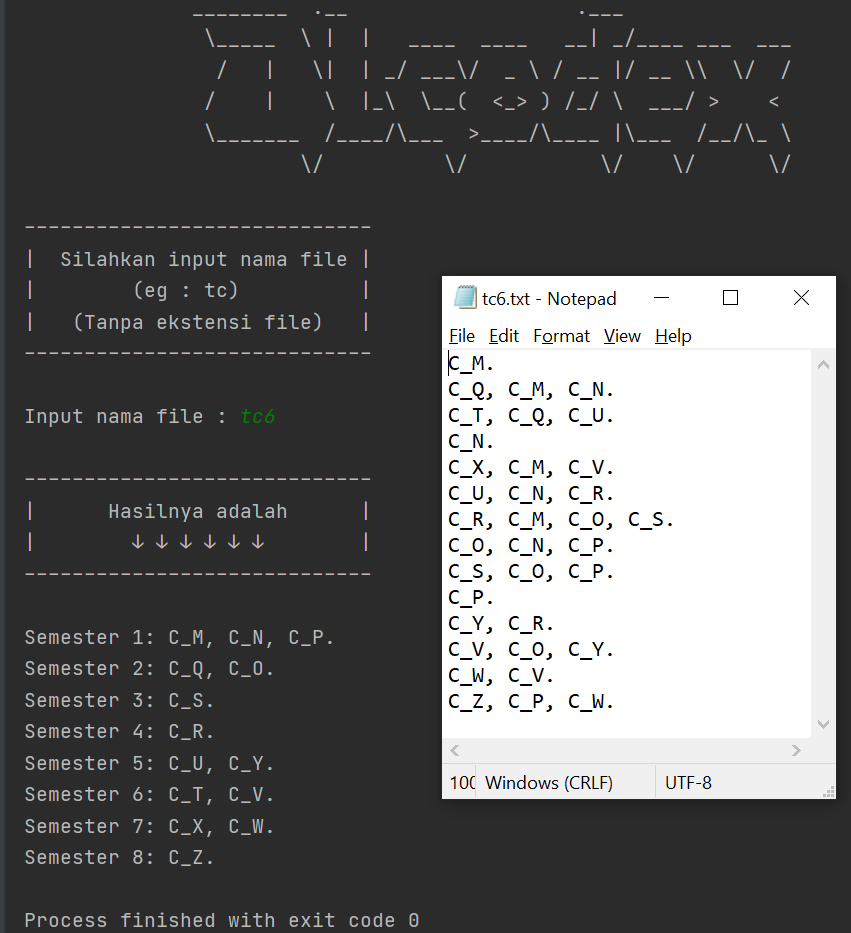 ________  .__                   .___
\_____  \ |  |   ____  ____   __| _/____ ___  ___
 /   |   \|  | _/ ___\/  _ \ / __ |/ __ \\  \/  /
/    |    \  |_\  \__(  <_> ) /_/ \  ___/ >    <
\_______  /____/\___  >____/\____ |\___  /__/\_ \
        \/          \/           \/    \/      \/
-----------------------------
|  Silahkan input nama file |
|        (eg : tc)          |
|   (Tanpa ekstensi file)   |
-----------------------------
Input nama file : tc6
-----------------------------
|      Hasilnya adalah      |
|        ↓ ↓ ↓ ↓ ↓ ↓        |
-----------------------------
Semester 1: C_M, C_N, C_P.
Semester 2: C_Q, C_O.
Semester 3: C_S.
Semester 4: C_R.
Semester 5: C_U, C_Y.
Semester 6: C_T, C_V.
Semester 7: C_X, C_W.
Semester 8: C_Z.
Process finished with exit code 0
tc6.txt - Notepad
File Edit Format View Help
C_M.
C_Q, C_M, C_N.
C_T, C_Q, C_U.
C_N.
C_X, C_M, C_V.
C_U, C_N, C_R.
C_R, C_M, C_O, C_S.
C_O, C_N, C_P.
C_S, C_O, C_P.
C_P.
C_Y, C_R.
C_V, C_O, C_Y.
C_W, C_V.
C_Z, C_P, C_W.
100 Windows (CRLF) UTF-8